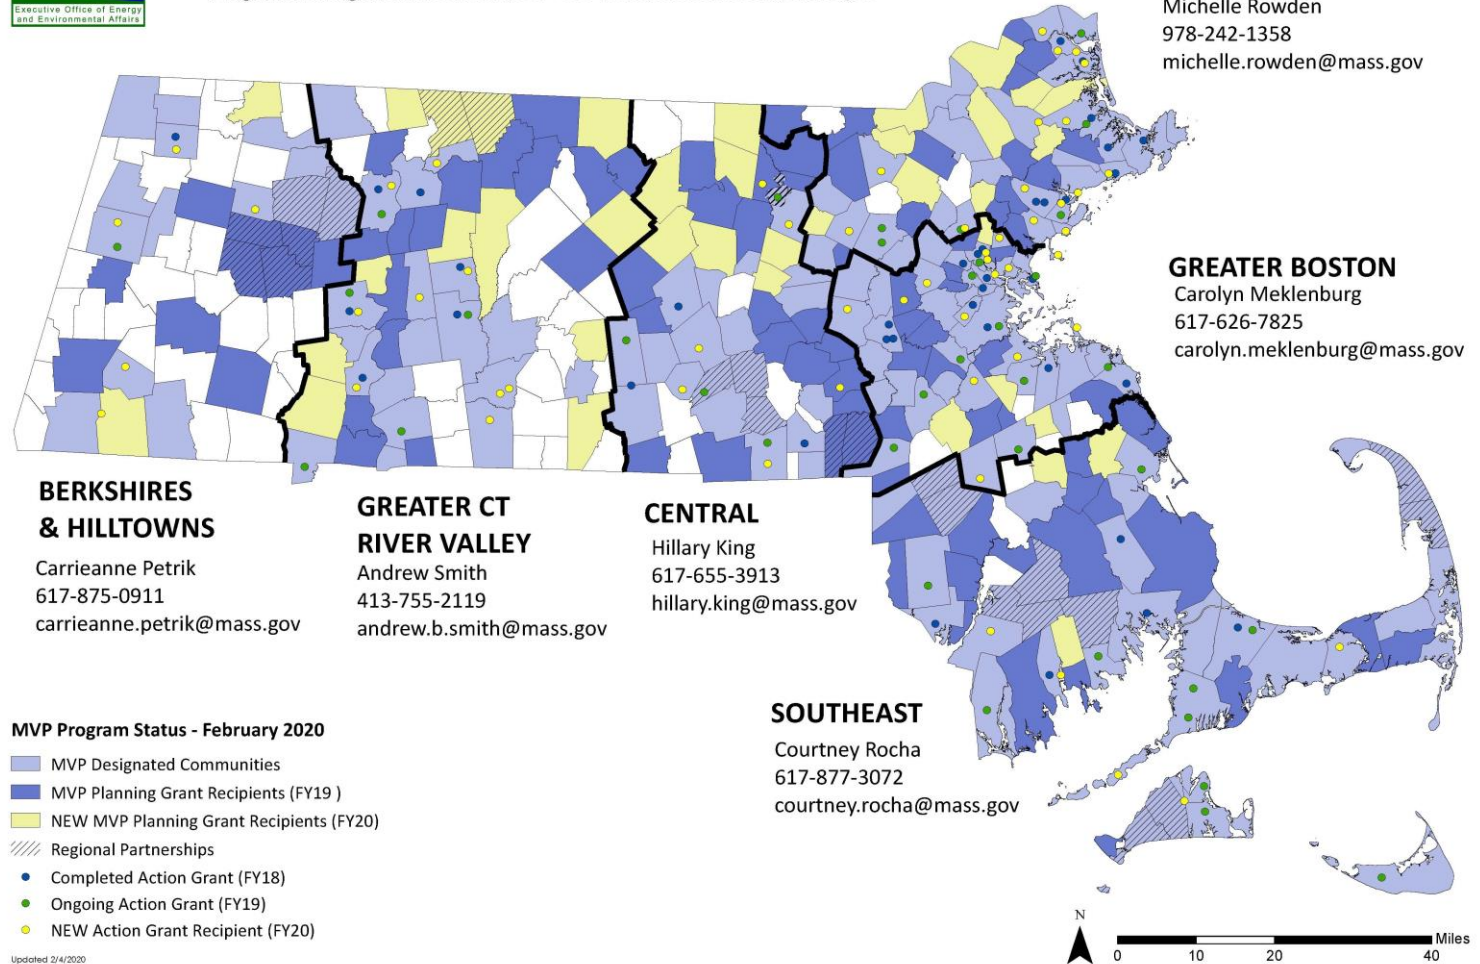 Executive Office of Energy
and Environmental Affairs
Michelle Rowden
978-242-1358
michelle.rowden@mass.gov
GREATER BOSTON
Carolyn Meklenburg
617-626-7825
carolyn.meklenburg@mass.gov
BERKSHIRES
& HILLTOWNS
Carrieanne Petrik
617-875-0911
carrieanne.petrik@mass.gov
GREATER CT
RIVER VALLEY
Andrew Smith
413-755-2119
andrew.b.smith@mass.gov
CENTRAL
Hillary King
617-655-3913
hillary.king@mass.gov
SOUTHEAST
Courtney Rocha
617-877-3072
courtney.rocha@mass.gov
MVP Program Status - February 2020
MVP Designated Communities
MVP Planning Grant Recipients (FY19 )
NEW MVP Planning Grant Recipients (FY20)
Regional Partnerships
Completed Action Grant (FY18)
Ongoing Action Grant (FY19)
NEW Action Grant Recipient (FY20)
Updated 2/4/2020
N
Miles
0 10 20 40